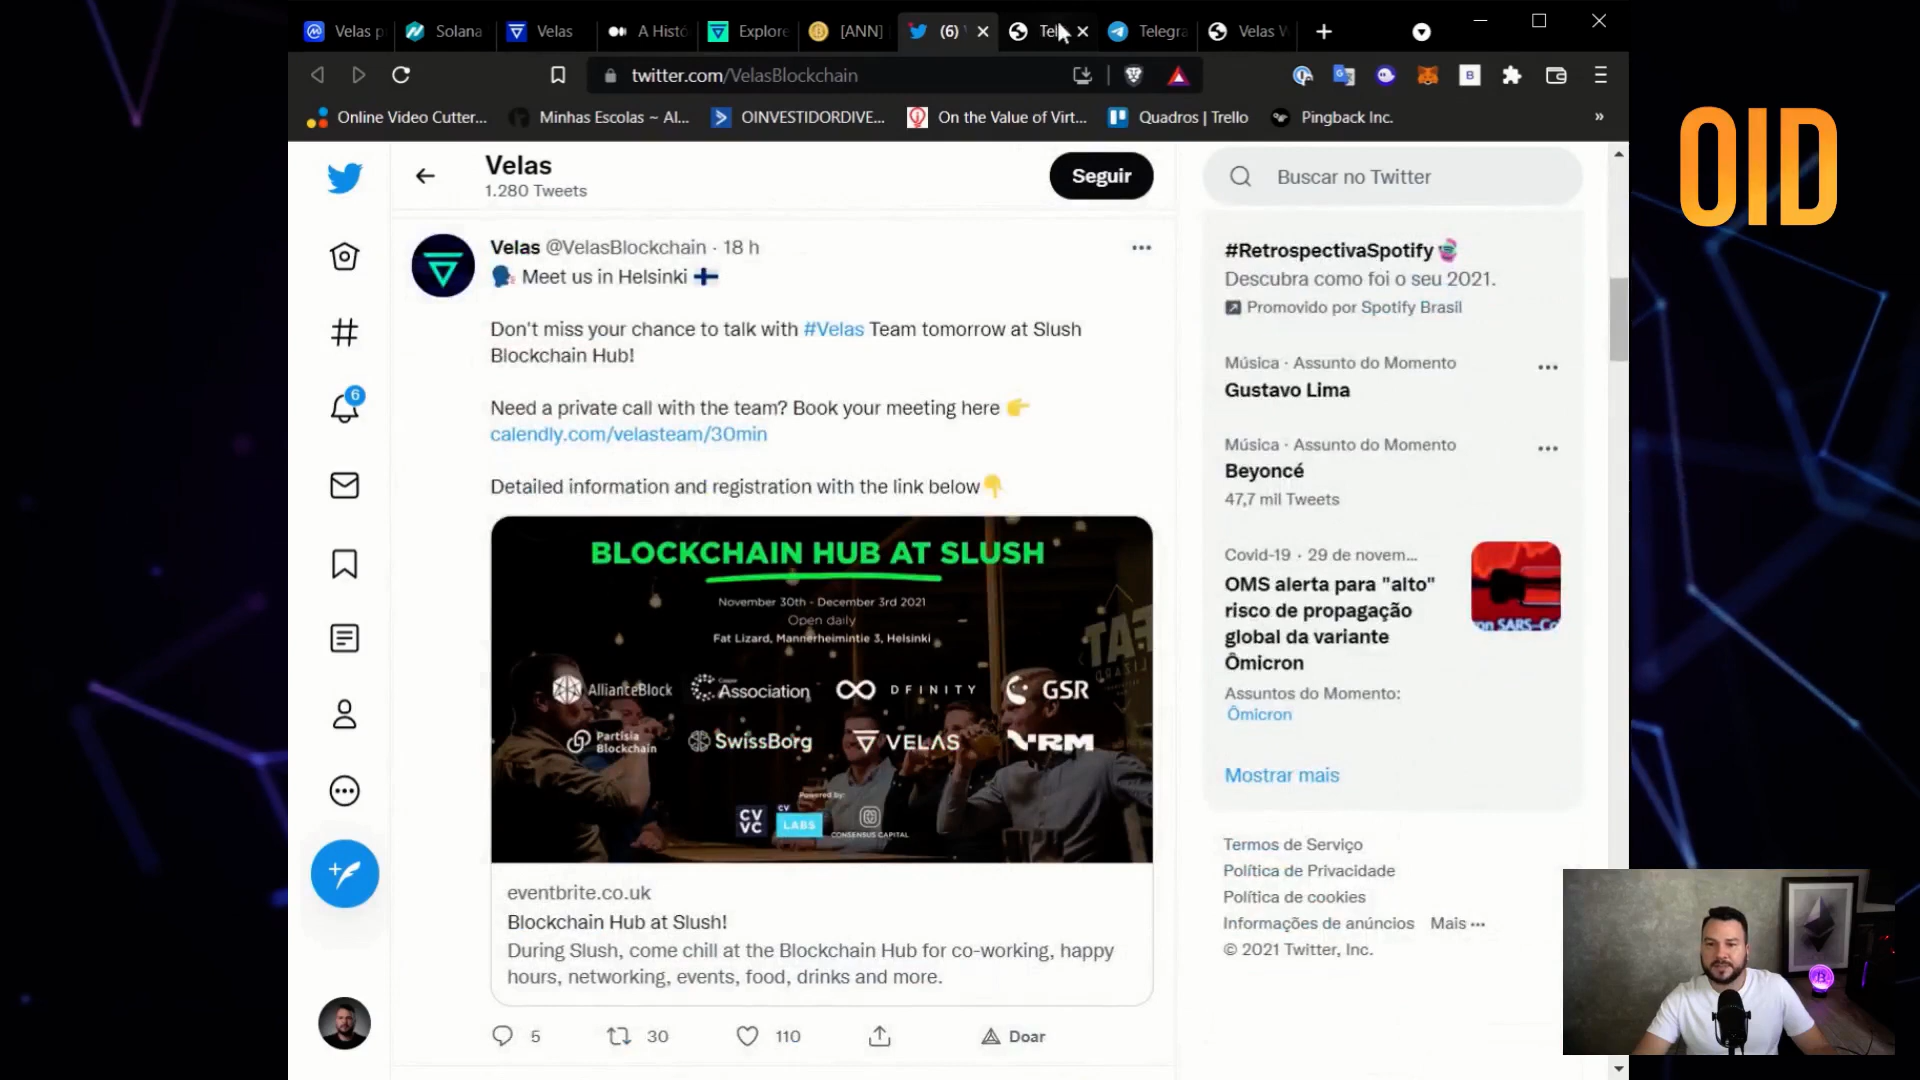 Velas p
Solana
Velas
A Histó
Explore
[ANN]
(6)
Telegra
Velas W
twitter.com/VelasBlockchain
Online Video Cutter...
Minhas Escolas ~ Al...
OINVESTIDORDIVE...
On the Value of Virt...
Quadros | Trello
Pingback Inc.
»
OID
Velas
1.280 Tweets
Seguir
Buscar no Twitter
Velas @VelasBlockchain · 18 h
🗣 Meet us in Helsinki 🇫🇮
Don't miss your chance to talk with #Velas Team tomorrow at Slush
Blockchain Hub!
Need a private call with the team? Book your meeting here 👉
calendly.com/velasteam/30min
Detailed information and registration with the link below👇
BLOCKCHAIN HUB AT SLUSH
November 30th - December 3rd 2021
Open daily
Fat Lizard, Mannerheimintie 3, Helsinki
AllianceBlock
Casper
Association
DFINITY
GSR
Partisia
Blockchain
SwissBorg
VELAS
VRM
Powered by:
CV
VC
CV
LABS
CONSENSUS CAPITAL
eventbrite.co.uk
Blockchain Hub at Slush!
During Slush, come chill at the Blockchain Hub for co-working, happy
hours, networking, events, food, drinks and more.
5
30
110
Doar
6
#RetrospectivaSpotify
Descubra como foi o seu 2021.
Promovido por Spotify Brasil
Música · Assunto do Momento
Gustavo Lima
Música · Assunto do Momento
Beyoncé
47,7 mil Tweets
Covid-19 · 29 de novem...
OMS alerta para "alto"
risco de propagação
global da variante
Ômicron
Assuntos do Momento:
Ômicron
Mostrar mais
Termos de Serviço
Política de Privacidade
Política de cookies
Informações de anúncios Mais ···
© 2021 Twitter, Inc.